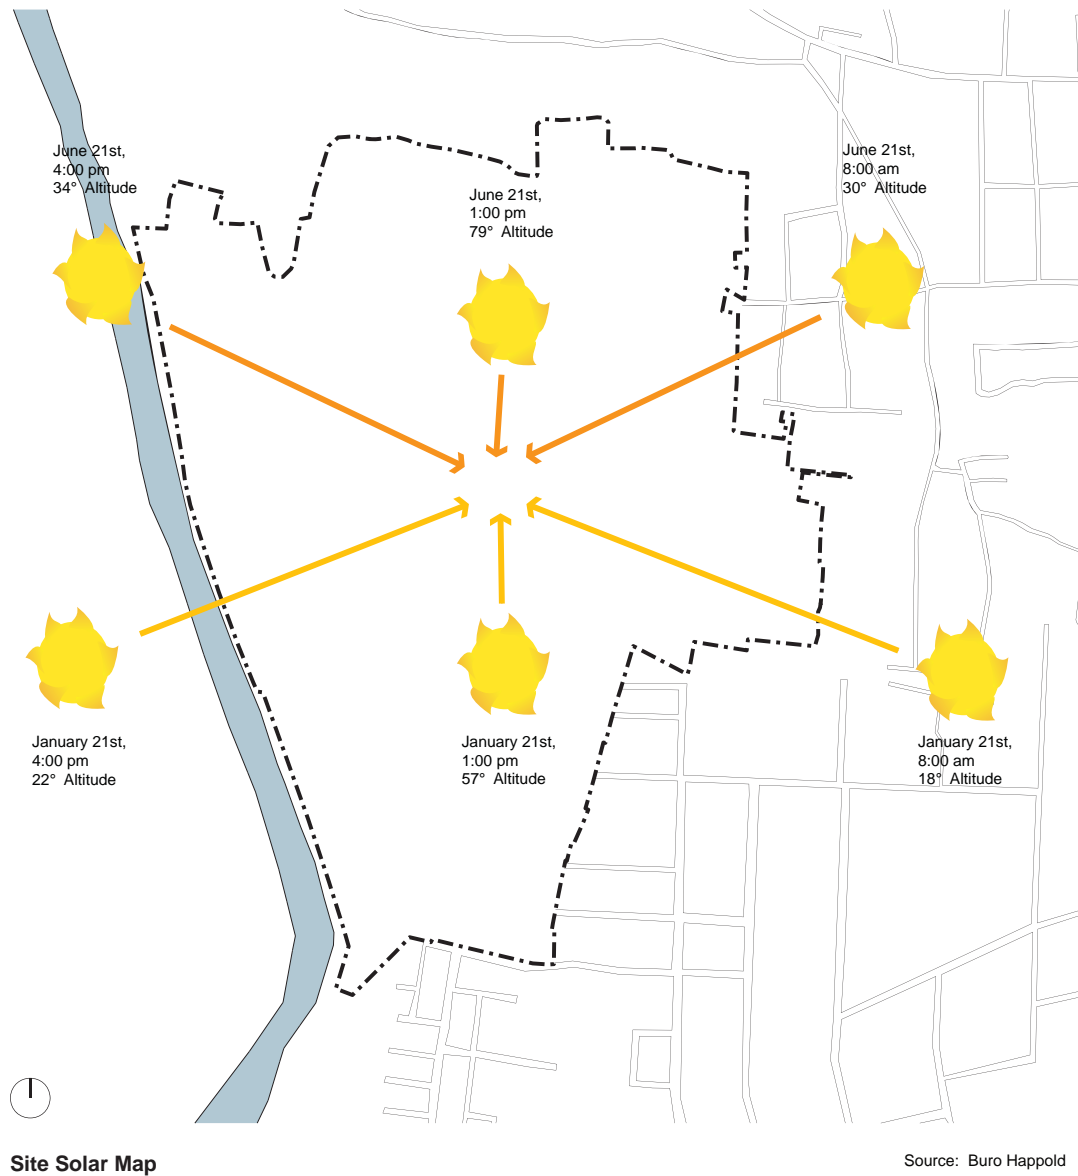 June 21st,
4:00 pm
34° Altitude
June 21st,
1:00 pm
79° Altitude
June 21st,
8:00 am
30° Altitude
January 21st,
4:00 pm
22° Altitude
January 21st,
1:00 pm
57° Altitude
January 21st,
8:00 am
18° Altitude
Site Solar Map
Source: Buro Happold